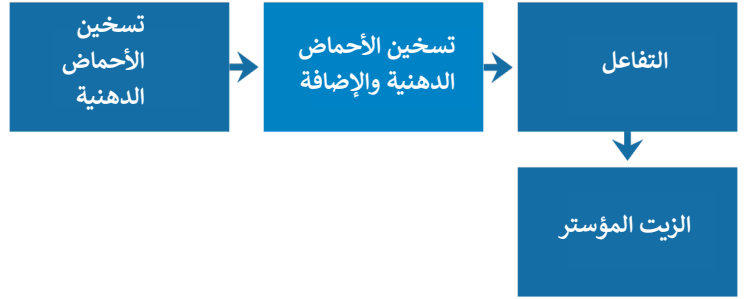 تسخين
الأحماض
الدهنية
تسخين الأحماض
الدهنية والإضافة
التفاعل
الزيت المؤستر